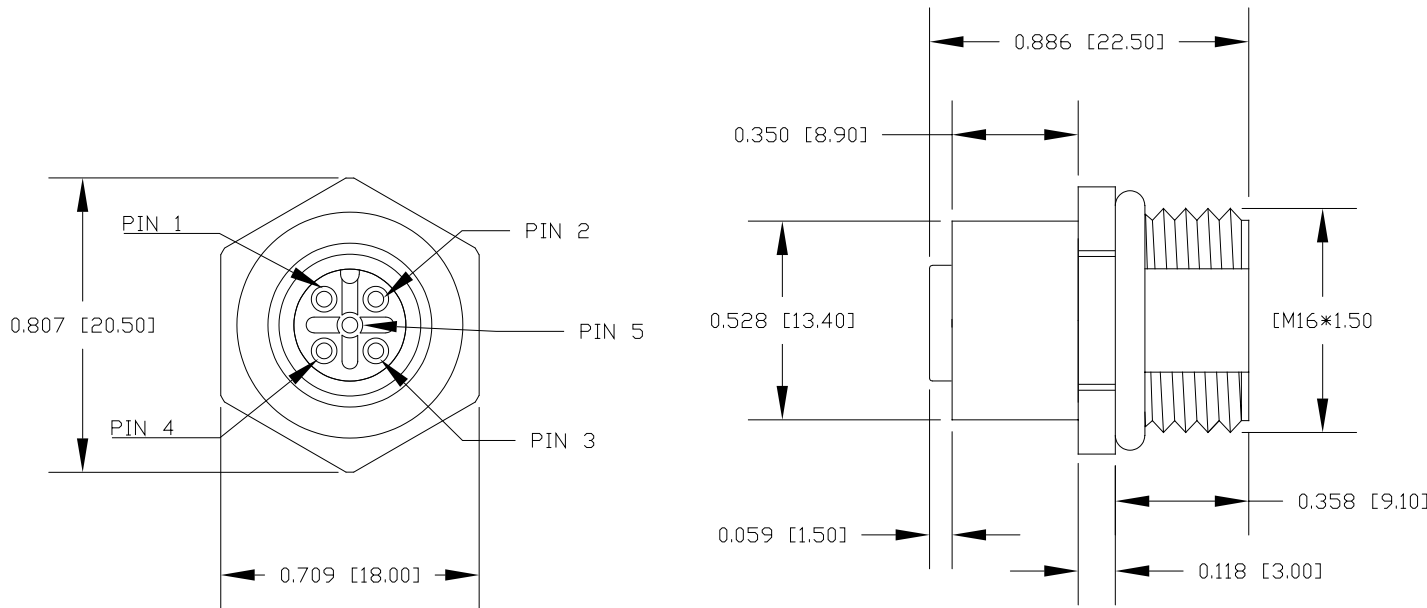 0.886 [22.50]
0.350 [8.90]
PIN 1
PIN 2
0.807 [20.50]
0.528 [13.40]
[M16*1.50
PIN 5
PIN 4
PIN 3
0.358 [9.10]
0.059 [1.50]
0.709 [18.00]
0.118 [3.00]